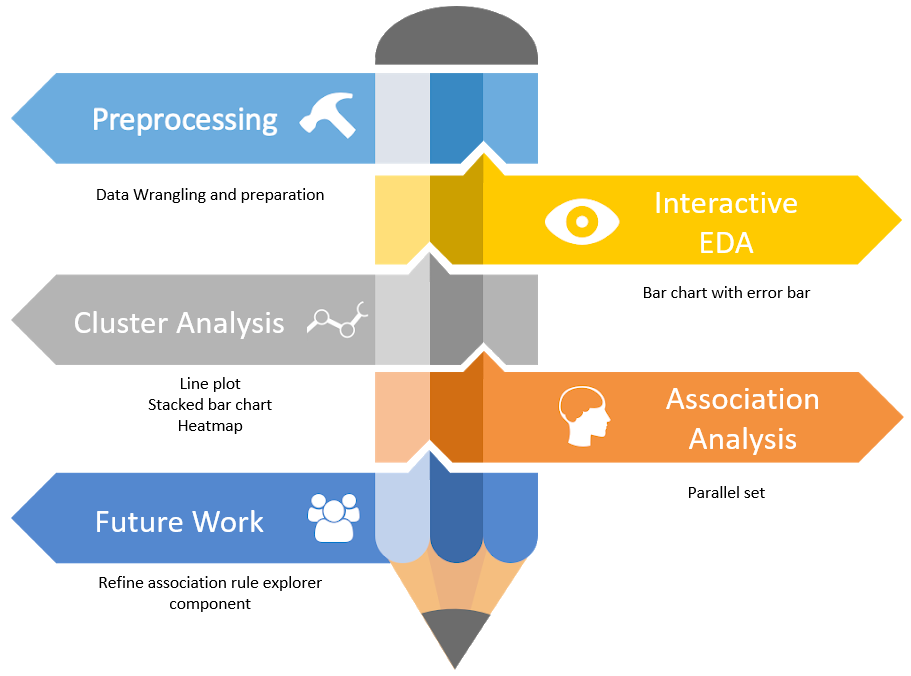 Preprocessing
Data Wrangling and preparation
Interactive
EDA
Bar chart with error bar
Cluster Analysis
Line plot
Stacked bar chart
Heatmap
Association
Analysis
Parallel set
Future Work
Refine association rule explorer
component